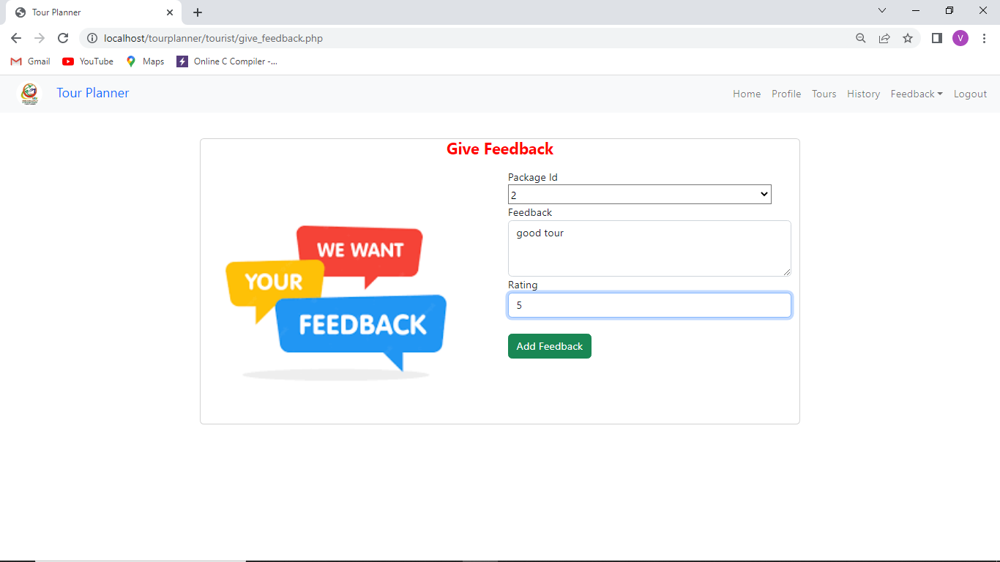 Tour Planner
localhost/tourplanner/tourist/give_feedback.php
V
Gmail YouTube Maps Online C Compiler -...
Tour Planner Home Profile Tours History Feedback Logout
Give Feedback
WE WANT
YOUR
FEEDBACK
Package Id
2
Feedback
good tour
Rating
5
Add Feedback